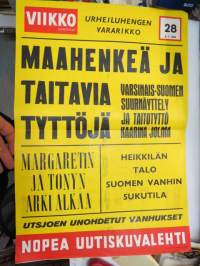 VIIKKO
URHEILUHENGEN
VARARIKKO
28
MAAHENKEÄ JA
TAITAVIA
TYTTÖJÄ
VARSINAIS-SUOMEN
SUURNÄYTTELY
JA TAITOTYTTÖ
KAARINA JOLMA
MARGARETIN
JA TONYN
ARKI ALKAA
HEIKKILÄN
TALO
SUOMEN VANHIN
SUKUTILA
UTSJOEN UNOHDETUT VANHUKSET
NOPEA UUTISKUVALEHTI